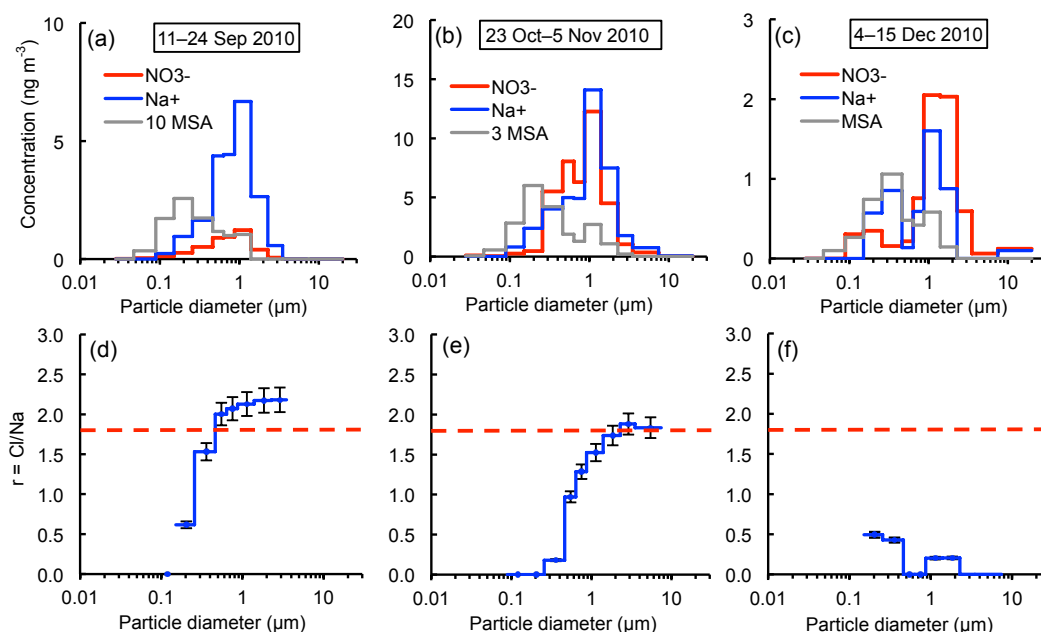 (a)
11–24 Sep 2010
NO3-
Na+
10 MSA
Concentration (ng m-3)
10
5
0
0.01 0.1 1 10
Particle diameter (µm)
(b)
23 Oct–5 Nov 2010
NO3-
Na+
3 MSA
20
15
10
5
0
0.01 0.1 1 10
Particle diameter (µm)
(c)
4–15 Dec 2010
NO3-
Na+
MSA
3
2
1
0
0.01 0.1 1 10
Particle diameter (µm)
(d)
r = Cl/Na
3.0
2.5
2.0
1.5
1.0
0.5
0.0
0.01 0.1 1 10
Particle diameter (µm)
(e)
3.0
2.5
2.0
1.5
1.0
0.5
0.0
0.01 0.1 1 10
Particle diameter (µm)
(f)
3.0
2.5
2.0
1.5
1.0
0.5
0.0
0.01 0.1 1 10
Particle diameter (µm)